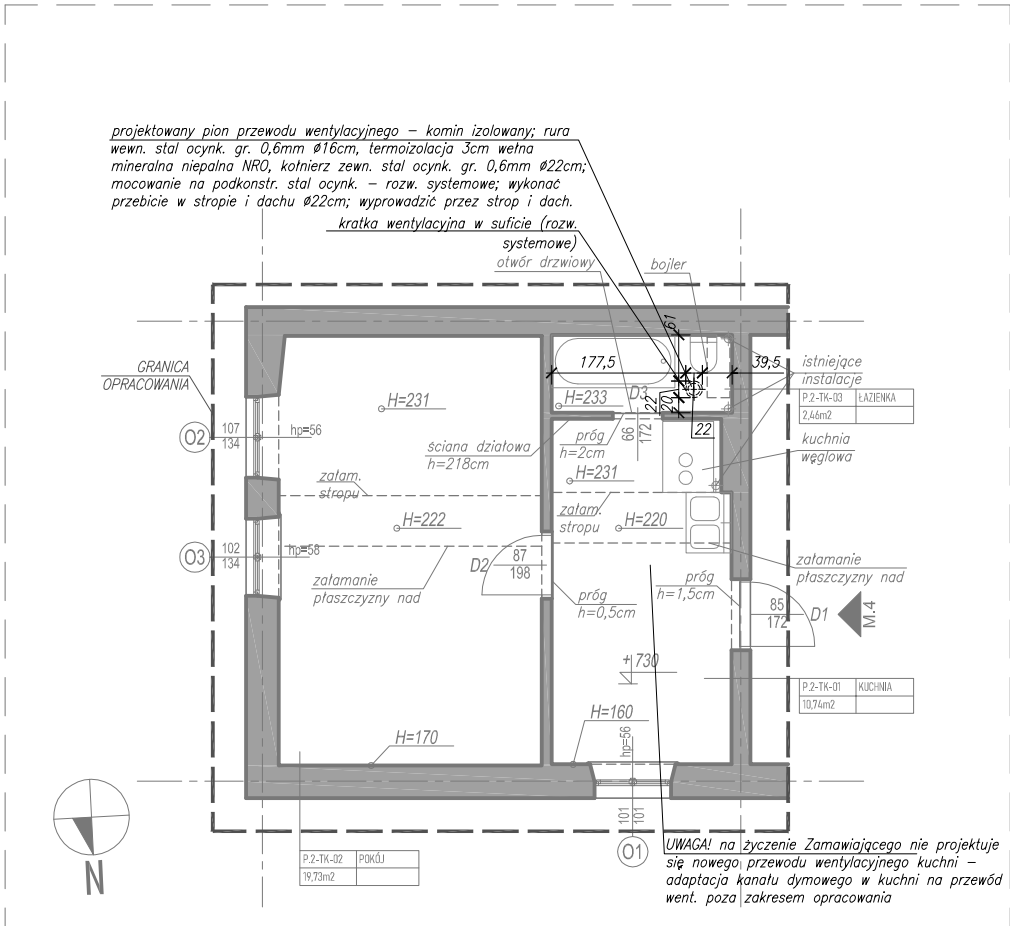 projektowany pion przewodu wentylacyjnego – komin izolowany; rura
wewn. stal ocynk. gr. 0,6mm ø16cm, termoizolacja 3cm wełna
mineralna niepalna NRO, kołnierz zewn. stal ocynk. gr. 0,6mm ø22cm;
mocowanie na podkonstr. stal ocynk. – rozw. systemowe; wykonać
przebicie w stropie i dachu ø22cm; wyprowadzić przez strop i dach.
kratka wentylacyjna w suficie (rozw.
systemowe)
otwór drzwiowy
bojler
61
177,5
39,5
istniejące
instalacje
GRANICA
OPRACOWANIA
D3
22
20
22
P.2-TK-03 ŁAZIENKA
2,46m2
H=231
H=233
O2
107
134
hp=56
ściana działowa
h=218cm
próg
h=2cm
66
172
kuchnia
węglowa
H=231
załam.
stropu
załam.
stropu
H=222
H=220
O3
102
134
hp=58
D2
87
198
załamanie
płaszczyzny nad
załamanie
płaszczyzny nad
próg
h=0,5cm
próg
h=1,5cm
85
172
D1
M.4
+730
P.2-TK-01 KUCHNIA
10,74m2
H=170
H=160
hp=56
101
101
O1
N
P.2-TK-02 POKÓJ
19,73m2
UWAGA! na życzenie Zamawiającego nie projektuje
się nowego przewodu wentylacyjnego kuchni –
adaptacja kanału dymowego w kuchni na przewód
went. poza zakresem opracowania